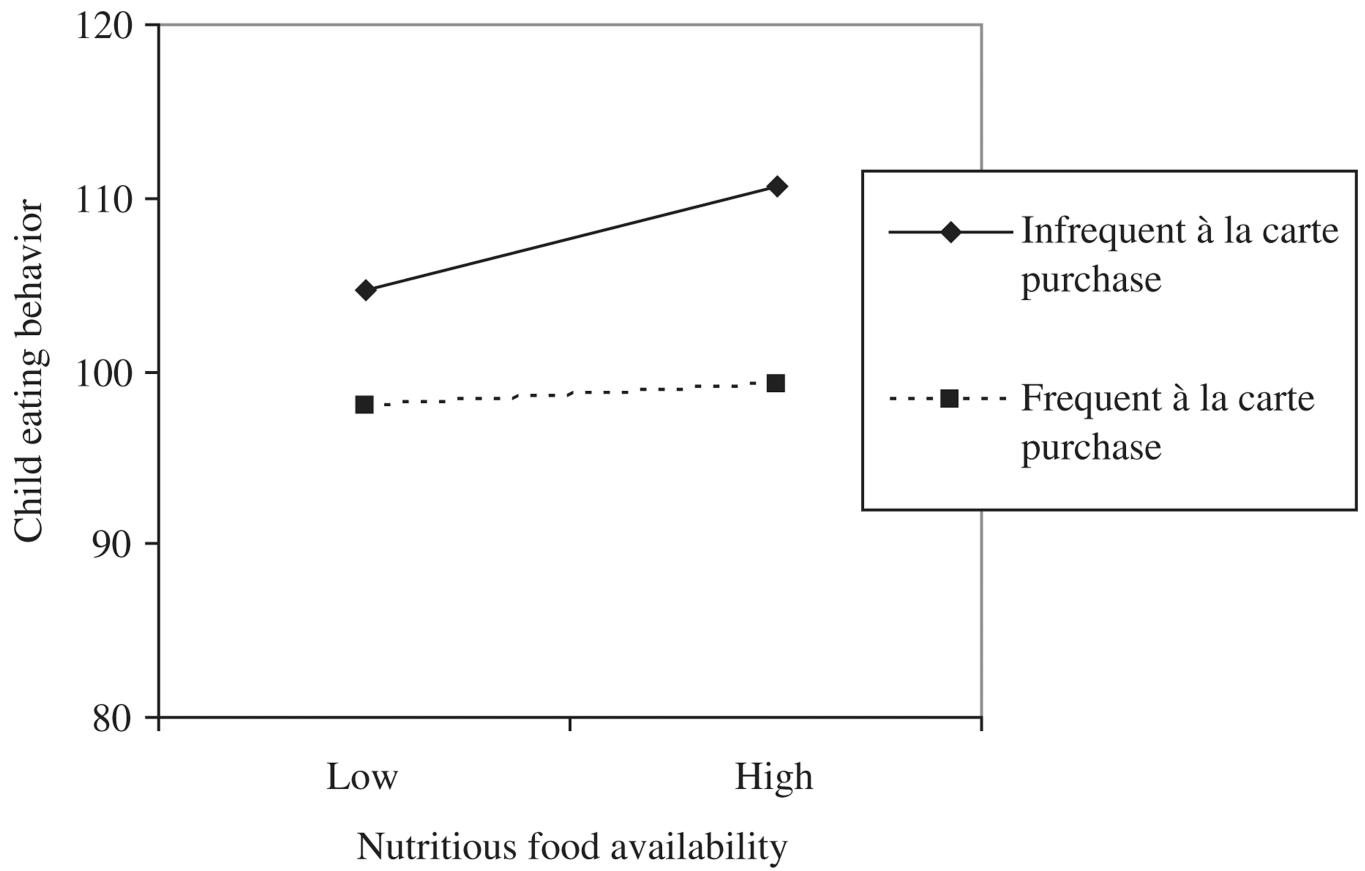 120
110
100
90
80
Child eating behavior
Low
High
Nutritious food availability
Infrequent à la carte
purchase
Frequent à la carte
purchase